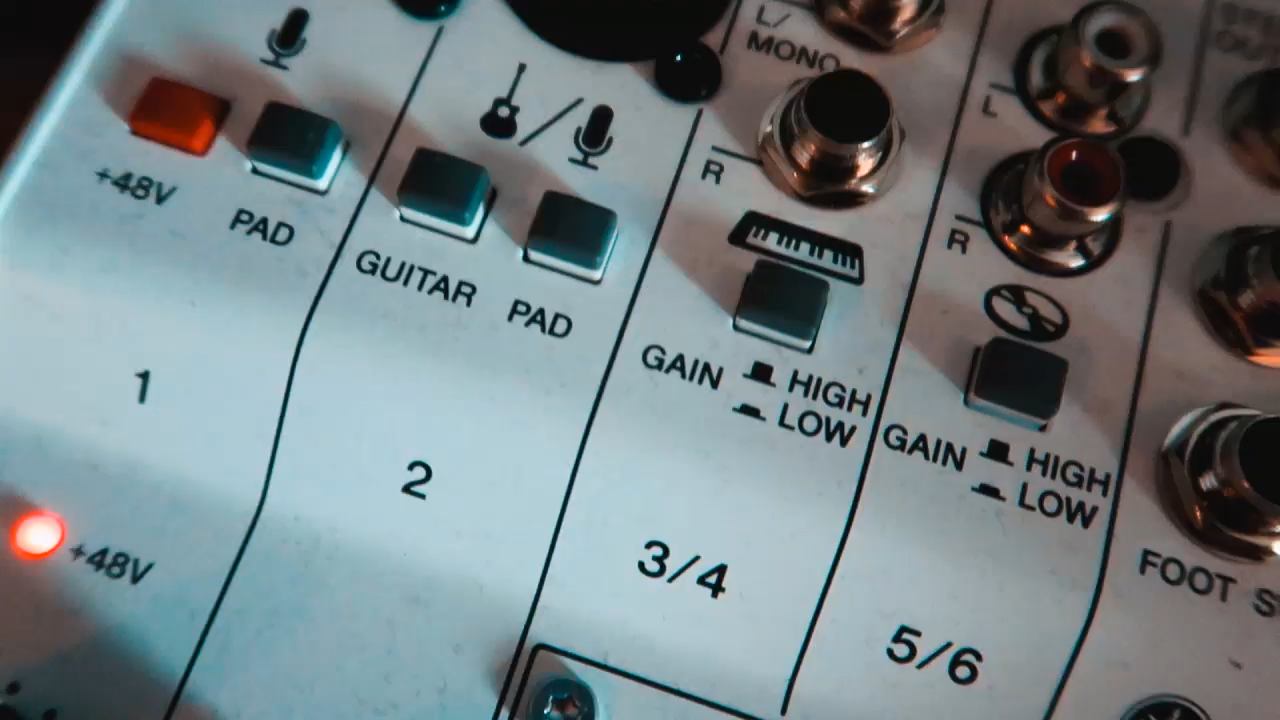 L/
MONO
R
L
R
+48V
PAD
GUITAR
PAD
GAIN HIGH
LOW
GAIN HIGH
LOW
1
2
3/4
5/6
+48V
FOOT